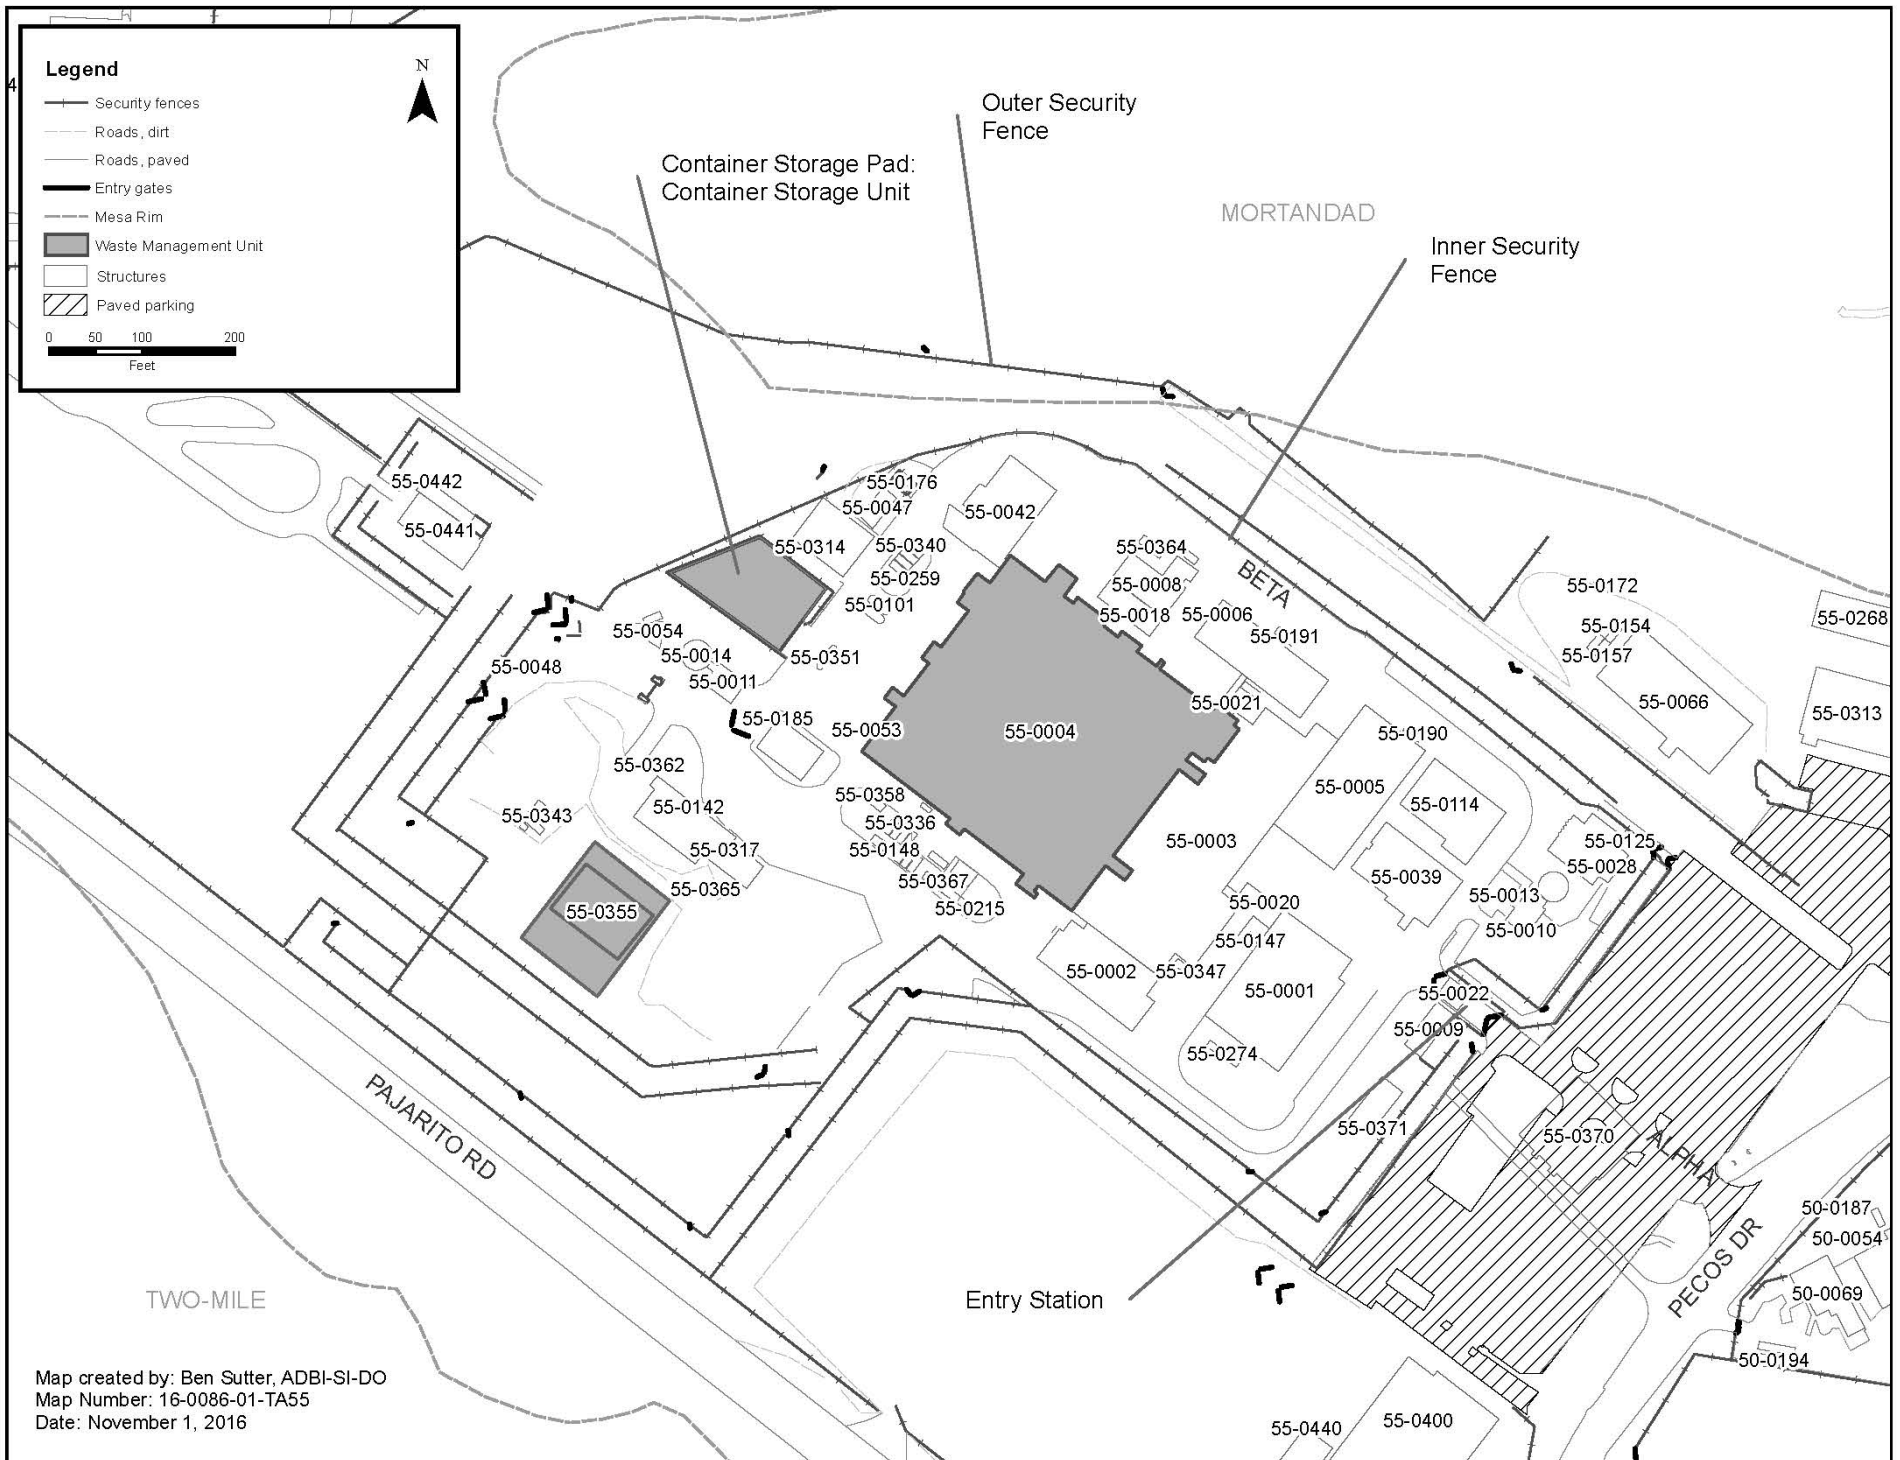 Legend
N
Security fences
Roads, dirt
Roads, paved
Entry gates
Mesa Rim
Waste Management Unit
Structures
Paved parking
0 50 100 200
Feet
4
Outer Security
Fence
Container Storage Pad:
Container Storage Unit
MORTANDAD
Inner Security
Fence
55-0442
55-0441
55-0176
55-0047
55-0042
55-0314
55-0340
55-0364
55-0259
55-0008
BETA
55-0172
55-0101
55-0018
55-0006
55-0268
55-0054
55-0191
55-0154
55-0014
55-0351
55-0157
55-0048
55-0011
55-0021
55-0066
55-0313
55-0185
55-0053
55-0004
55-0190
55-0362
55-0005
55-0358
55-0142
55-0114
55-0343
55-0336
55-0003
55-0125
55-0317
55-0148
55-0028
55-0365
55-0367
55-0039
55-0013
55-0355
55-0215
55-0020
55-0010
55-0147
55-0002
55-0347
55-0001
55-0022
55-0009
55-0274
PAJARITO RD
55-0371
55-0370
ALPHA
50-0187
50-0054
PECOS DR
50-0069
50-0194
TWO-MILE
Entry Station
55-0440
55-0400
Map created by: Ben Sutter, ADBI-SI-DO
Map Number: 16-0086-01-TA55
Date: November 1, 2016